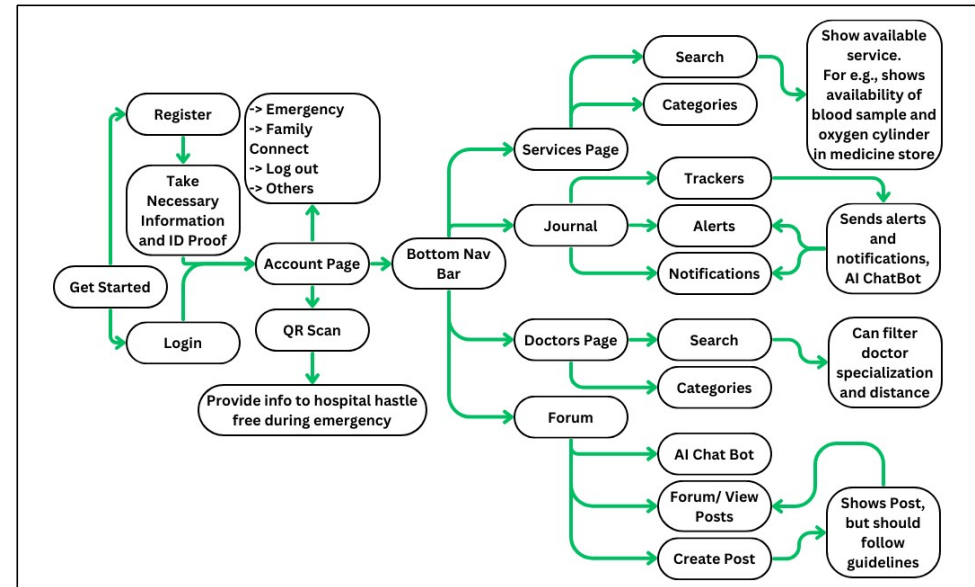 Get Started
Register
Take
Necessary
Information
and ID Proof
Login
-> Emergency
-> Family
Connect
-> Log out
-> Others
Account Page
QR Scan
Provide info to hospital hastle
free during emergency
Bottom Nav
Bar
Services Page
Search
Categories
Show available
service.
For e.g., shows
availability of
blood sample and
oxygen cylinder
in medicine store
Journal
Trackers
Alerts
Notifications
Sends alerts
and
notifications,
AI ChatBot
Doctors Page
Search
Categories
Can filter
doctor
specialization
and distance
Forum
AI Chat Bot
Forum/ View
Posts
Create Post
Shows Post,
but should
follow
guidelines